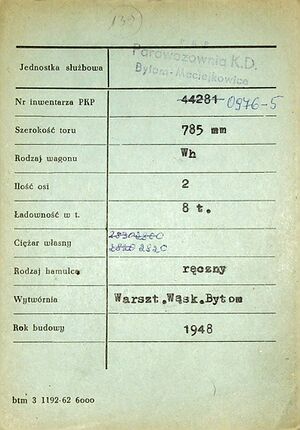 Parowozownia K.D.
Jednostka służbowa Bytom-Maciejkowice
Nr inwentarza PKP 44281 0976-5
Szerokość toru 785 mm
Rodzaj wagonu Wh
Ilość osi 2
Ładowność w t. 8 t.
Ciężar własny 2820
Rodzaj hamulca ręczny
Wytwórnia Warszt.Wąsk.Bytom
Rok budowy 1948
btm 3 1192-62 6000